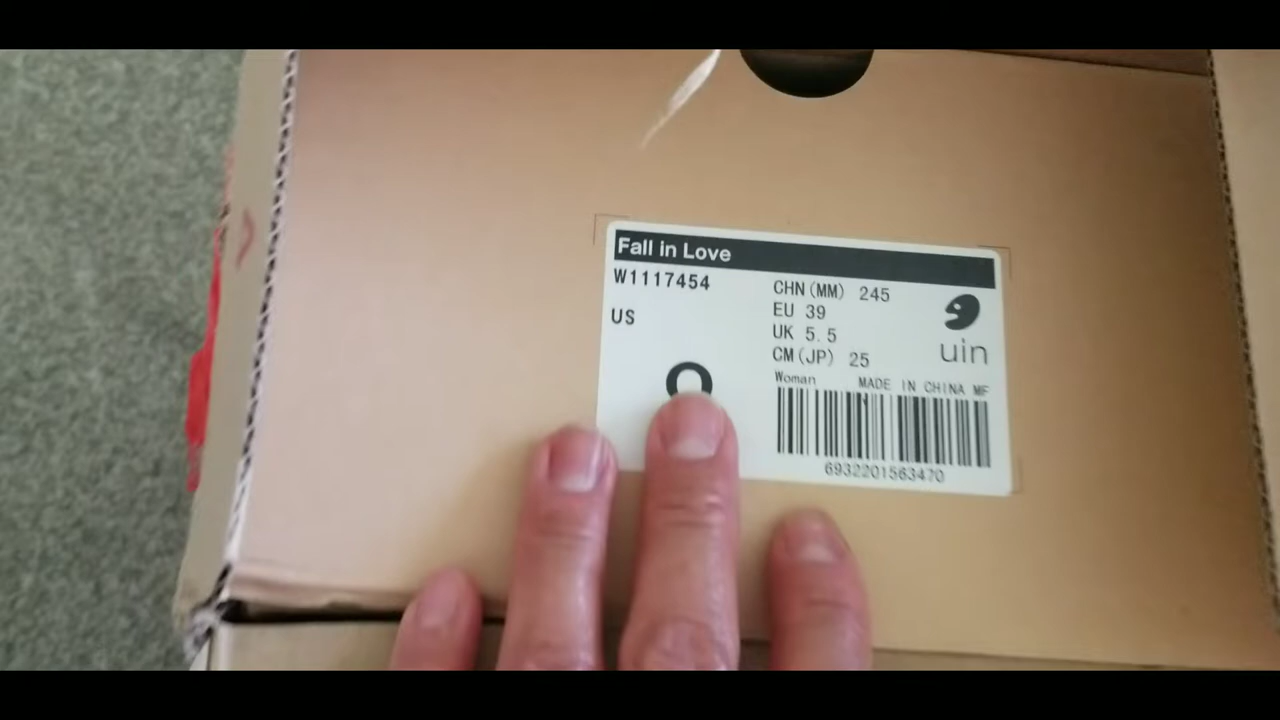 Fall in Love
W1117454
US
CHN(MM) 245
EU 39
UK 5.5
CM(JP) 25
uin
Woman MADE IN CHINA MF
6932201563470